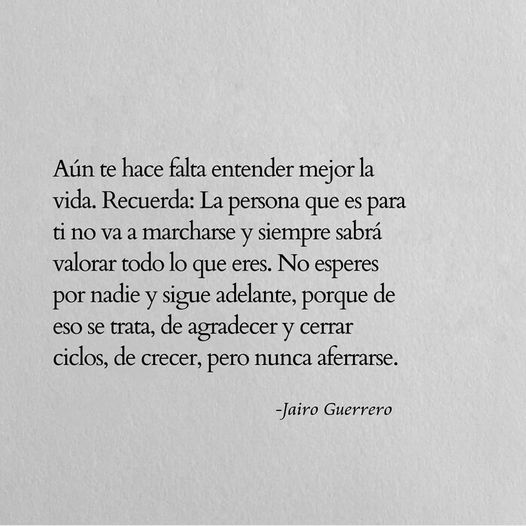 Aún te hace falta entender mejor la
vida. Recuerda: La persona que es para
ti no va a marcharse y siempre sabrá
valorar todo lo que eres. No esperes
por nadie y sigue adelante, porque de
eso se trata, de agradecer y cerrar
ciclos, de crecer, pero nunca aferrarse.
-Jairo Guerrero